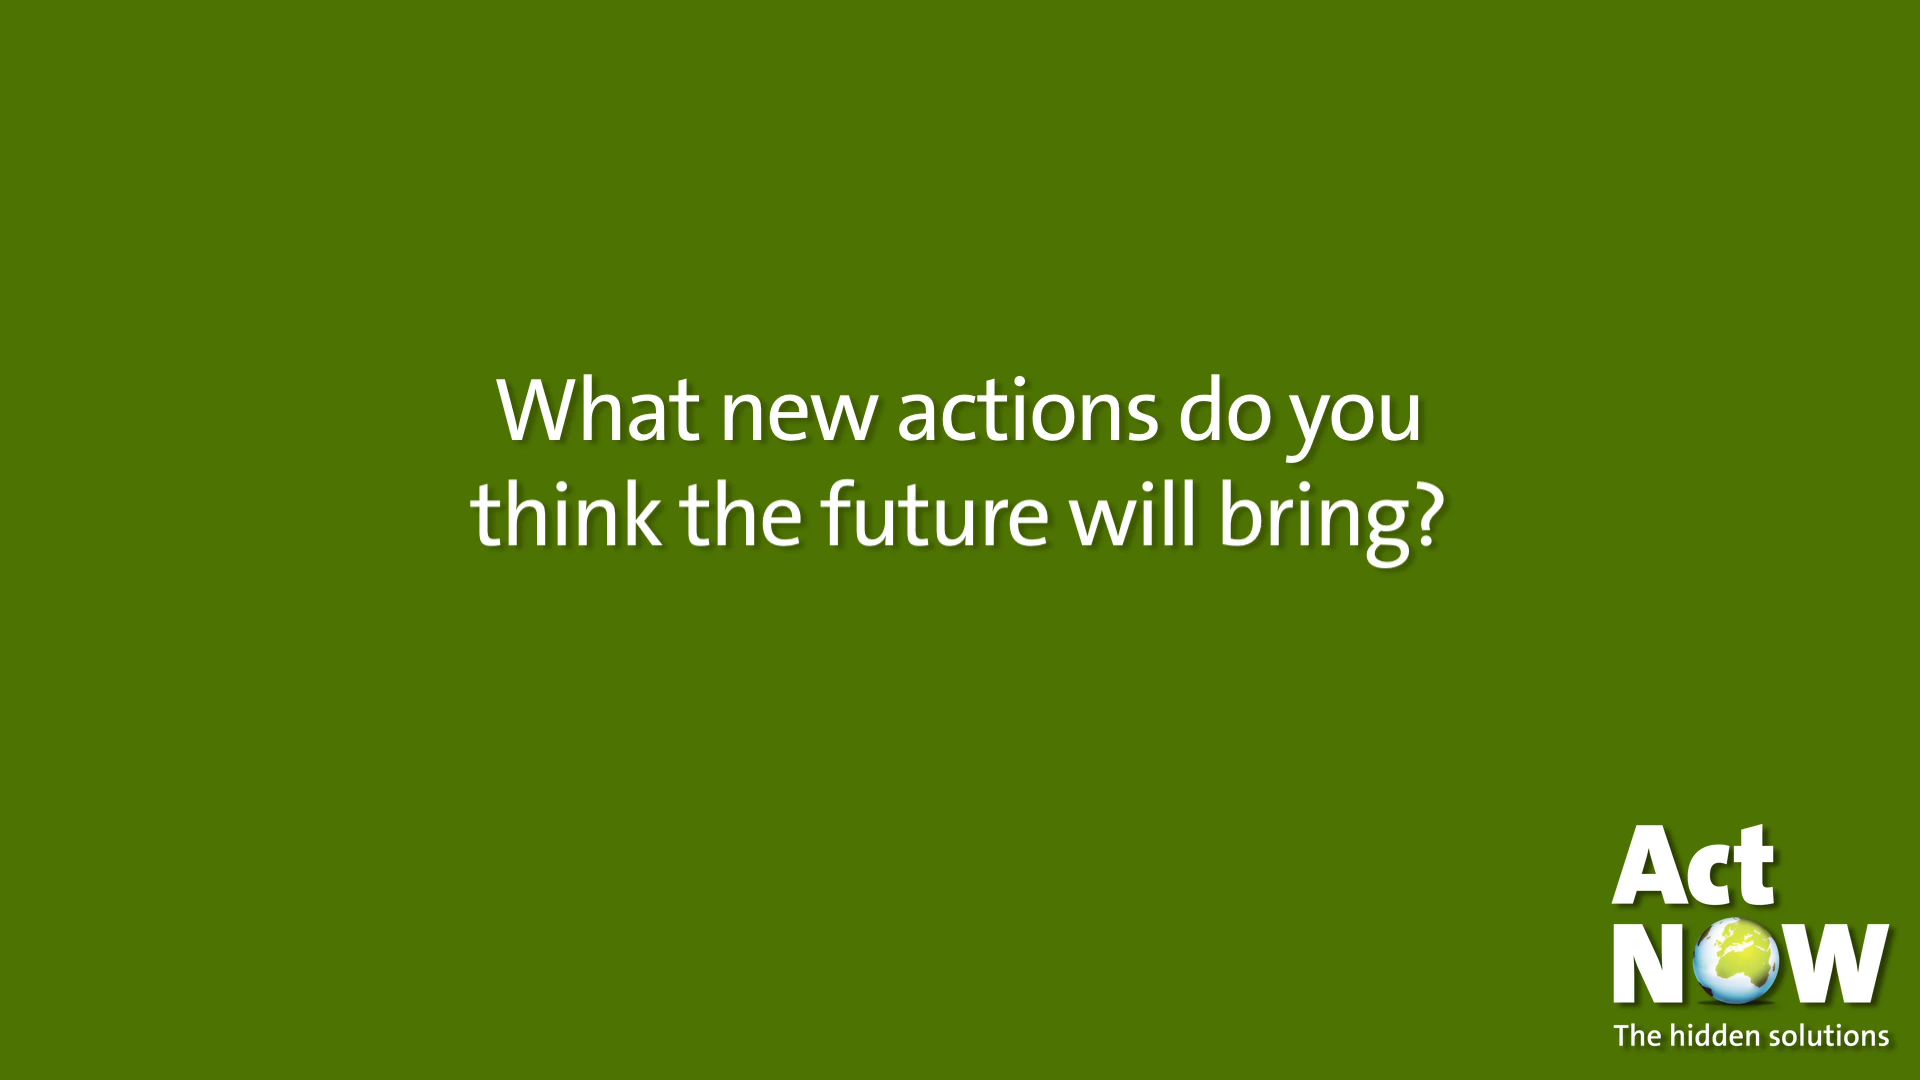 What new actions do you
think the future will bring?
Act
NOW
The hidden solutions